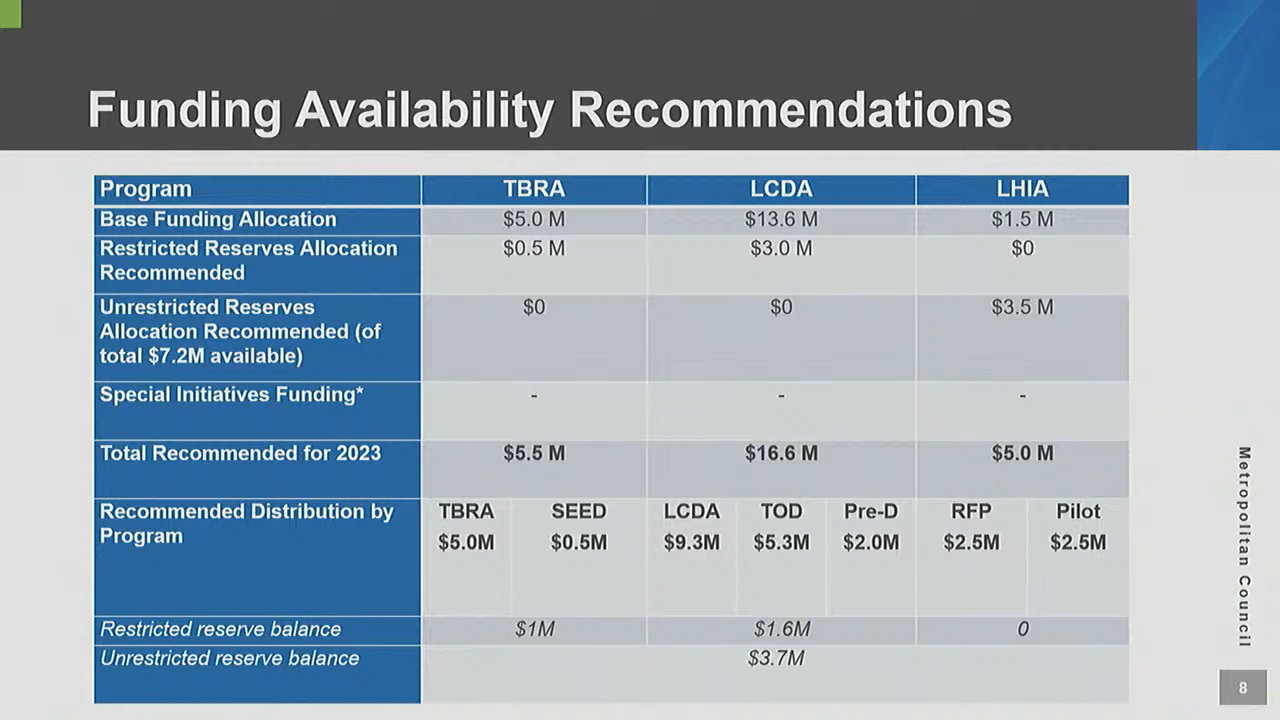 Funding Availability Recommendations
Program TBRA LCDA LHIA
Base Funding Allocation $5.0 M $13.6 M $1.5 M
Restricted Reserves Allocation $0.5 M $3.0 M $0
Recommended
Unrestricted Reserves $0 $0 $3.5 M
Allocation Recommended (of
total $7.2M available)
Special Initiatives Funding* - - -
Total Recommended for 2023 $5.5 M $16.6 M $5.0 M
Recommended Distribution by TBRA SEED LCDA TOD Pre-D RFP Pilot
Program $5.0M $0.5M $9.3M $5.3M $2.0M $2.5M $2.5M
Restricted reserve balance $1M $1.6M 0
Unrestricted reserve balance $3.7M
Metropolitan Council
8